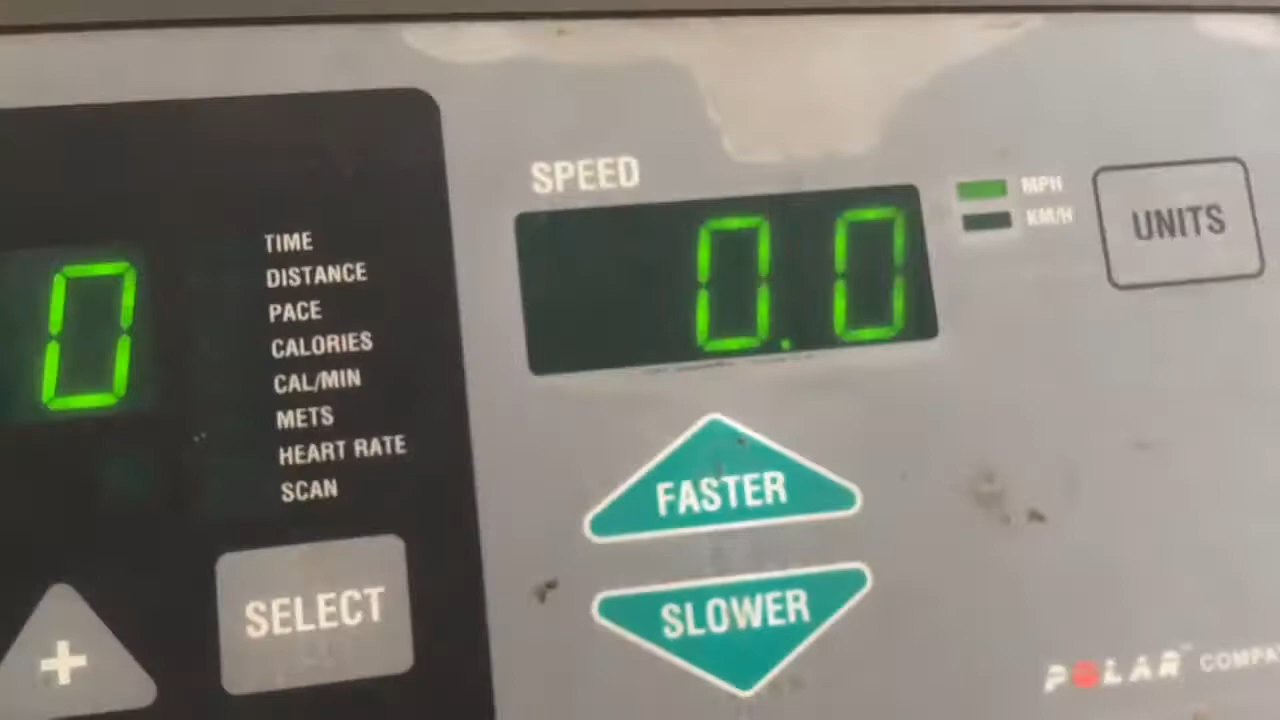 SPEED
0.0
MPH
KM/H
UNITS
0
TIME
DISTANCE
PACE
CALORIES
CAL/MIN
METS
HEART RATE
SCAN
FASTER
SLOWER
SELECT
+
POLAR